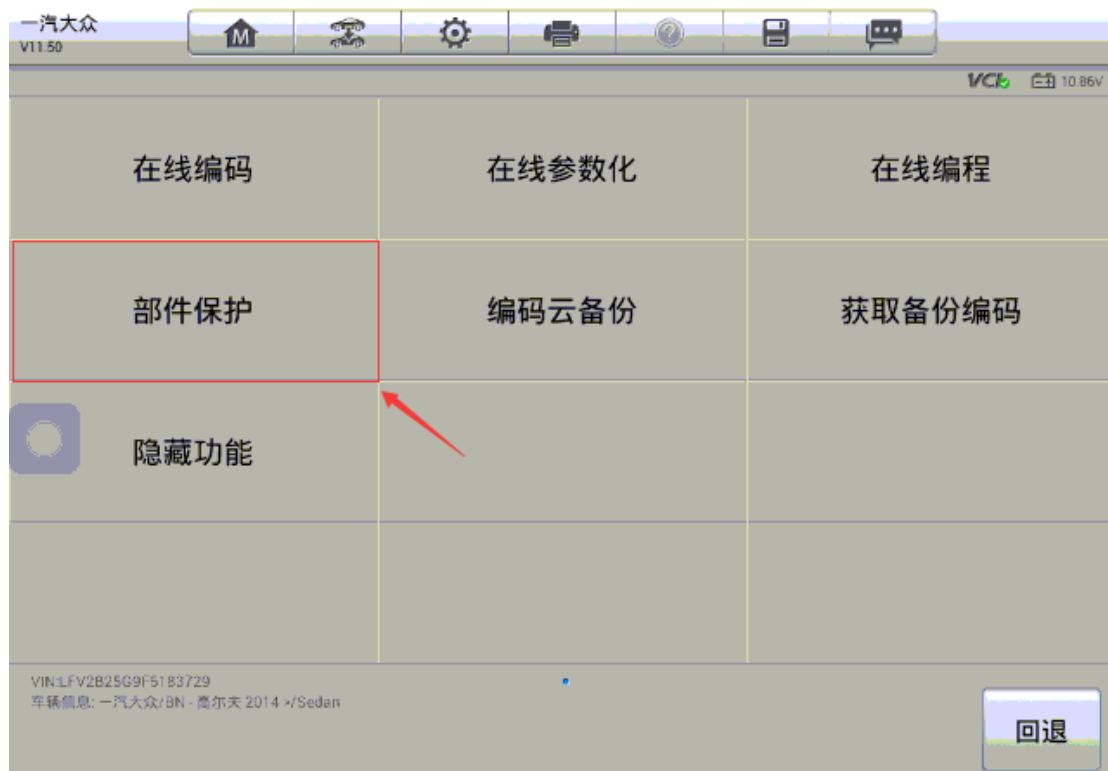 一汽大众
V11.50
M
VCI
10.86V
在线编码
在线参数化
在线编程
部件保护
编码云备份
获取备份编码
隐藏功能
VIN:LFV2B25G9F5183729
车辆信息: 一汽大众/BN - 高尔夫 2014 >/Sedan
回退